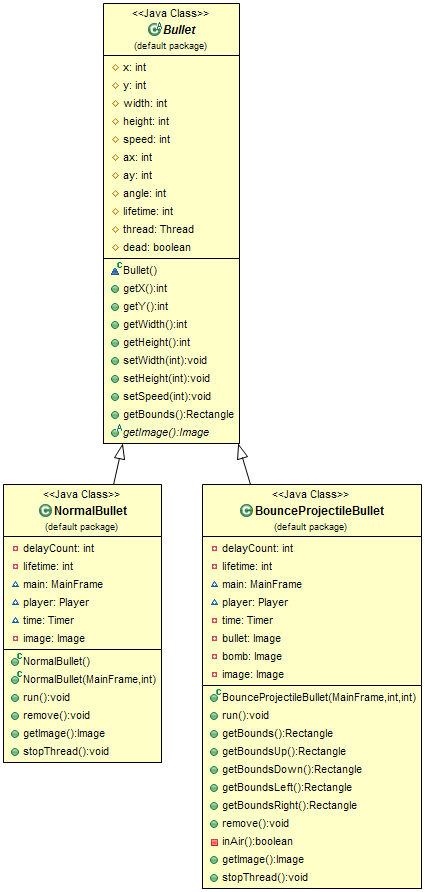 <<Java Class>>
Bullet
(default package)
x: int
y: int
width: int
height: int
speed: int
ax: int
ay: int
angle: int
lifetime: int
thread: Thread
dead: boolean
Bullet()
getX():int
getY():int
getWidth():int
getHeight():int
setWidth(int):void
setHeight(int):void
setSpeed(int):void
getBounds():Rectangle
getImage():Image
<<Java Class>>
NormalBullet
(default package)
delayCount: int
lifetime: int
main: MainFrame
player: Player
time: Timer
image: Image
NormalBullet()
NormalBullet(MainFrame,int)
run():void
remove():void
getImage():Image
stopThread():void
<<Java Class>>
BounceProjectileBullet
(default package)
delayCount: int
lifetime: int
main: MainFrame
player: Player
time: Timer
bullet: Image
bomb: Image
image: Image
BounceProjectileBullet(MainFrame,int,int)
run():void
getBounds():Rectangle
getBoundsUp():Rectangle
getBoundsDown():Rectangle
getBoundsLeft():Rectangle
getBoundsRight():Rectangle
remove():void
inAir():boolean
getImage():Image
stopThread():void